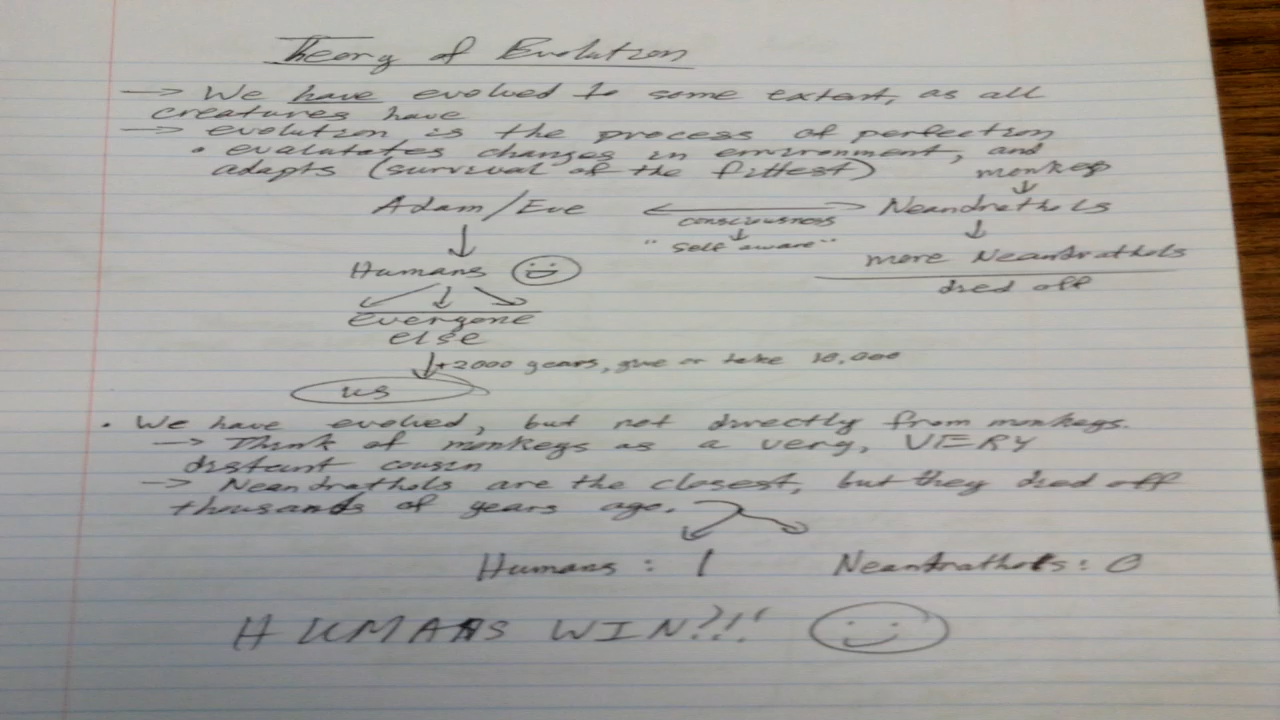 Theory of Evolution
→ We have evolved to some extent, as all
creatures have
→ evolution is the process of perfection
• evalutates changes in environment, and
adapts (survival of the fittest)
monkeys
↓
Adam/Eve ⟷ Neandrathols
consciousness
↓
"self aware"
↓
↓
Humans
more Neandrathols
died off
↙ ↓ ↘
everyone
else
↓ +2000 years, give or take 10,000
us
• We have evolved, but not directly from monkeys.
→ Think of monkeys as a very, VERY
distant cousin
→ Neandrathols are the closest, but they died off
thousands of years ago.
Humans : 1 Neandrathols : 0
HUMANS WIN?!!